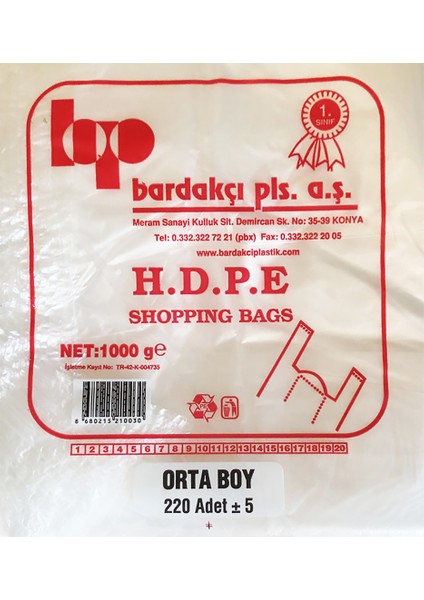 bp
1.
SINIF
bardakçı pls. a.ş.
Meram Sanayi Kulluk Sit. Demircan Sk. No: 35-39 KONYA
Tel: 0.332.322 72 21 (pbx) Fax: 0.332.322 20 05
www.bardakciplastik.com
H.D.P.E
SHOPPING BAGS
NET:1000 g℮
İşletme Kayıd No: TR-42-K-004735
8 680215 210030
1 2 3 4 5 6 7 8 9 10 11 12 13 14 15 16 17 18 19 20
ORTA BOY
220 Adet ± 5